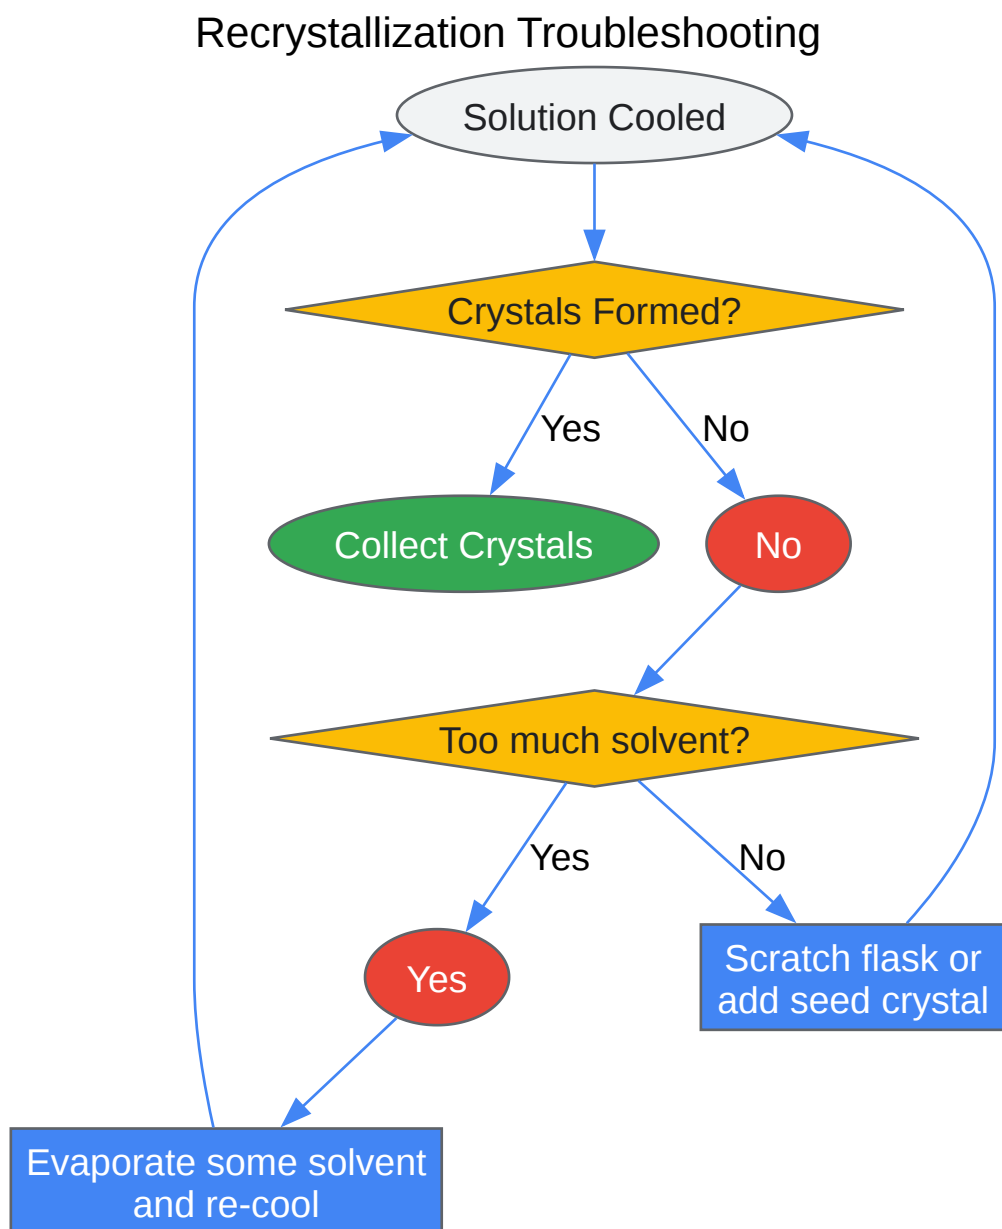 Recrystallization Troubleshooting
Solution Cooled
Crystals Formed?
Yes
No
Collect Crystals
No
Too much solvent?
Yes
No
Scratch flask or
add seed crystal
Yes
Evaporate some solvent
and re-cool